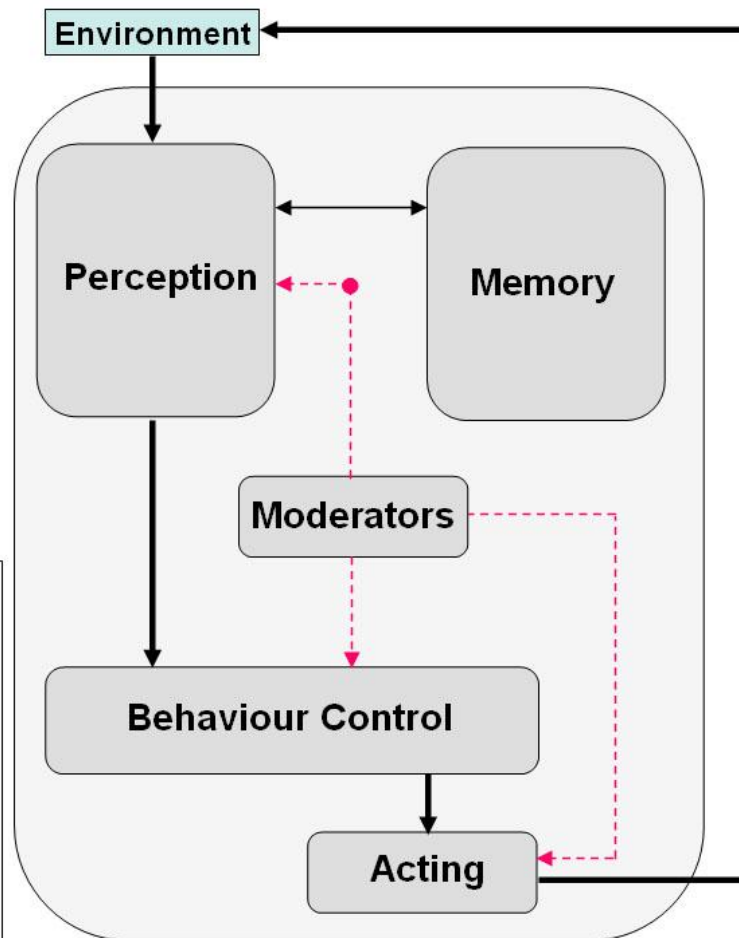 Environment
Perception
Memory
Moderators
Behaviour Control
Acting